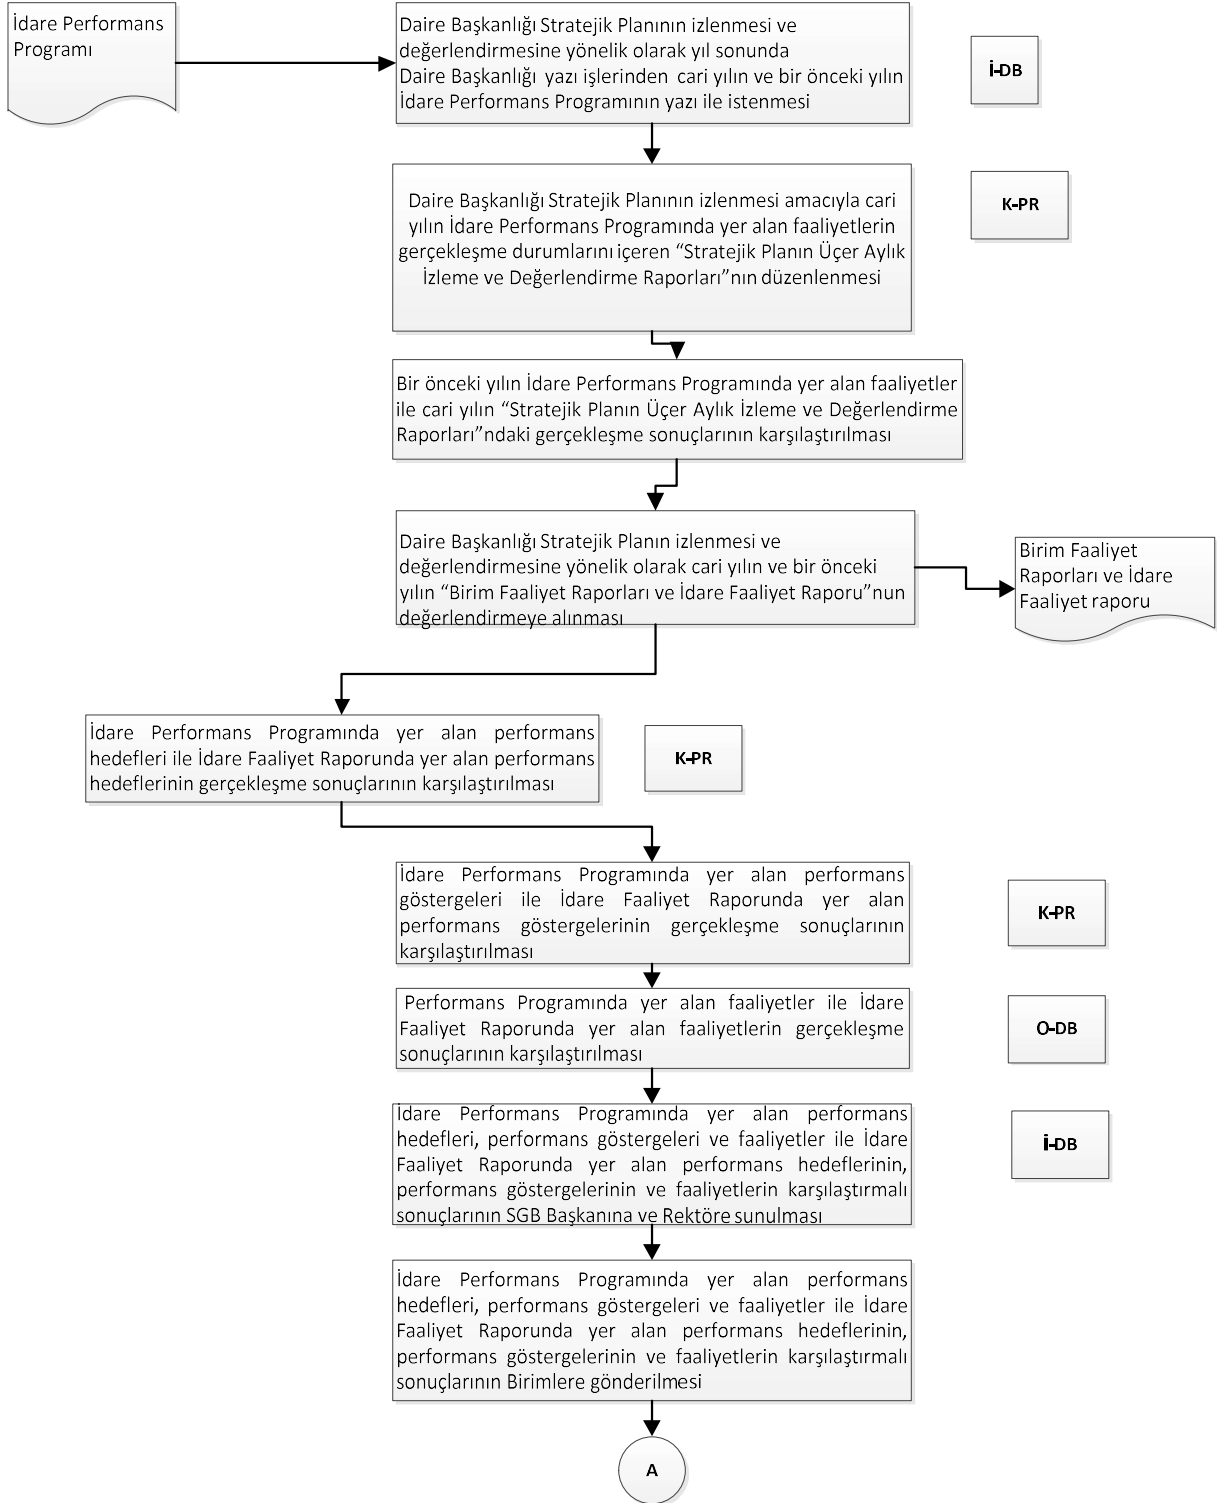 İdare Performans
Programı
Daire Başkanlığı Stratejik Planının izlenmesi ve
değerlendirmesine yönelik olarak yıl sonunda
Daire Başkanlığı yazı işlerinden cari yılın ve bir önceki yılın
İdare Performans Programının yazı ile istenmesi
İ-DB
Daire Başkanlığı Stratejik Planının izlenmesi amacıyla cari
yılın İdare Performans Programında yer alan faaliyetlerin
gerçekleşme durumlarını içeren “Stratejik Planın Üçer Aylık
İzleme ve Değerlendirme Raporları”nın düzenlenmesi
K-PR
Bir önceki yılın İdare Performans Programında yer alan faaliyetler
ile cari yılın “Stratejik Planın Üçer Aylık İzleme ve Değerlendirme
Raporları”ndaki gerçekleşme sonuçlarının karşılaştırılması
Daire Başkanlığı Stratejik Planın izlenmesi ve
değerlendirmesine yönelik olarak cari yılın ve bir önceki
yılın “Birim Faaliyet Raporları ve İdare Faaliyet Raporu”nun
değerlendirmeye alınması
Birim Faaliyet
Raporları ve İdare
Faaliyet raporu
İdare Performans Programında yer alan performans
hedefleri ile İdare Faaliyet Raporunda yer alan performans
hedeflerinin gerçekleşme sonuçlarının karşılaştırılması
K-PR
İdare Performans Programında yer alan performans
göstergeleri ile İdare Faaliyet Raporunda yer alan
performans göstergelerinin gerçekleşme sonuçlarının
karşılaştırılması
K-PR
Performans Programında yer alan faaliyetler ile İdare
Faaliyet Raporunda yer alan faaliyetlerin gerçekleşme
sonuçlarının karşılaştırılması
O-DB
İdare Performans Programında yer alan performans
hedefleri, performans göstergeleri ve faaliyetler ile İdare
Faaliyet Raporunda yer alan performans hedeflerinin,
performans göstergelerinin ve faaliyetlerin karşılaştırmalı
sonuçlarının SGB Başkanına ve Rektöre sunulması
İ-DB
İdare Performans Programında yer alan performans
hedefleri, performans göstergeleri ve faaliyetler ile İdare
Faaliyet Raporunda yer alan performans hedeflerinin,
performans göstergelerinin ve faaliyetlerin karşılaştırmalı
sonuçlarının Birimlere gönderilmesi
A